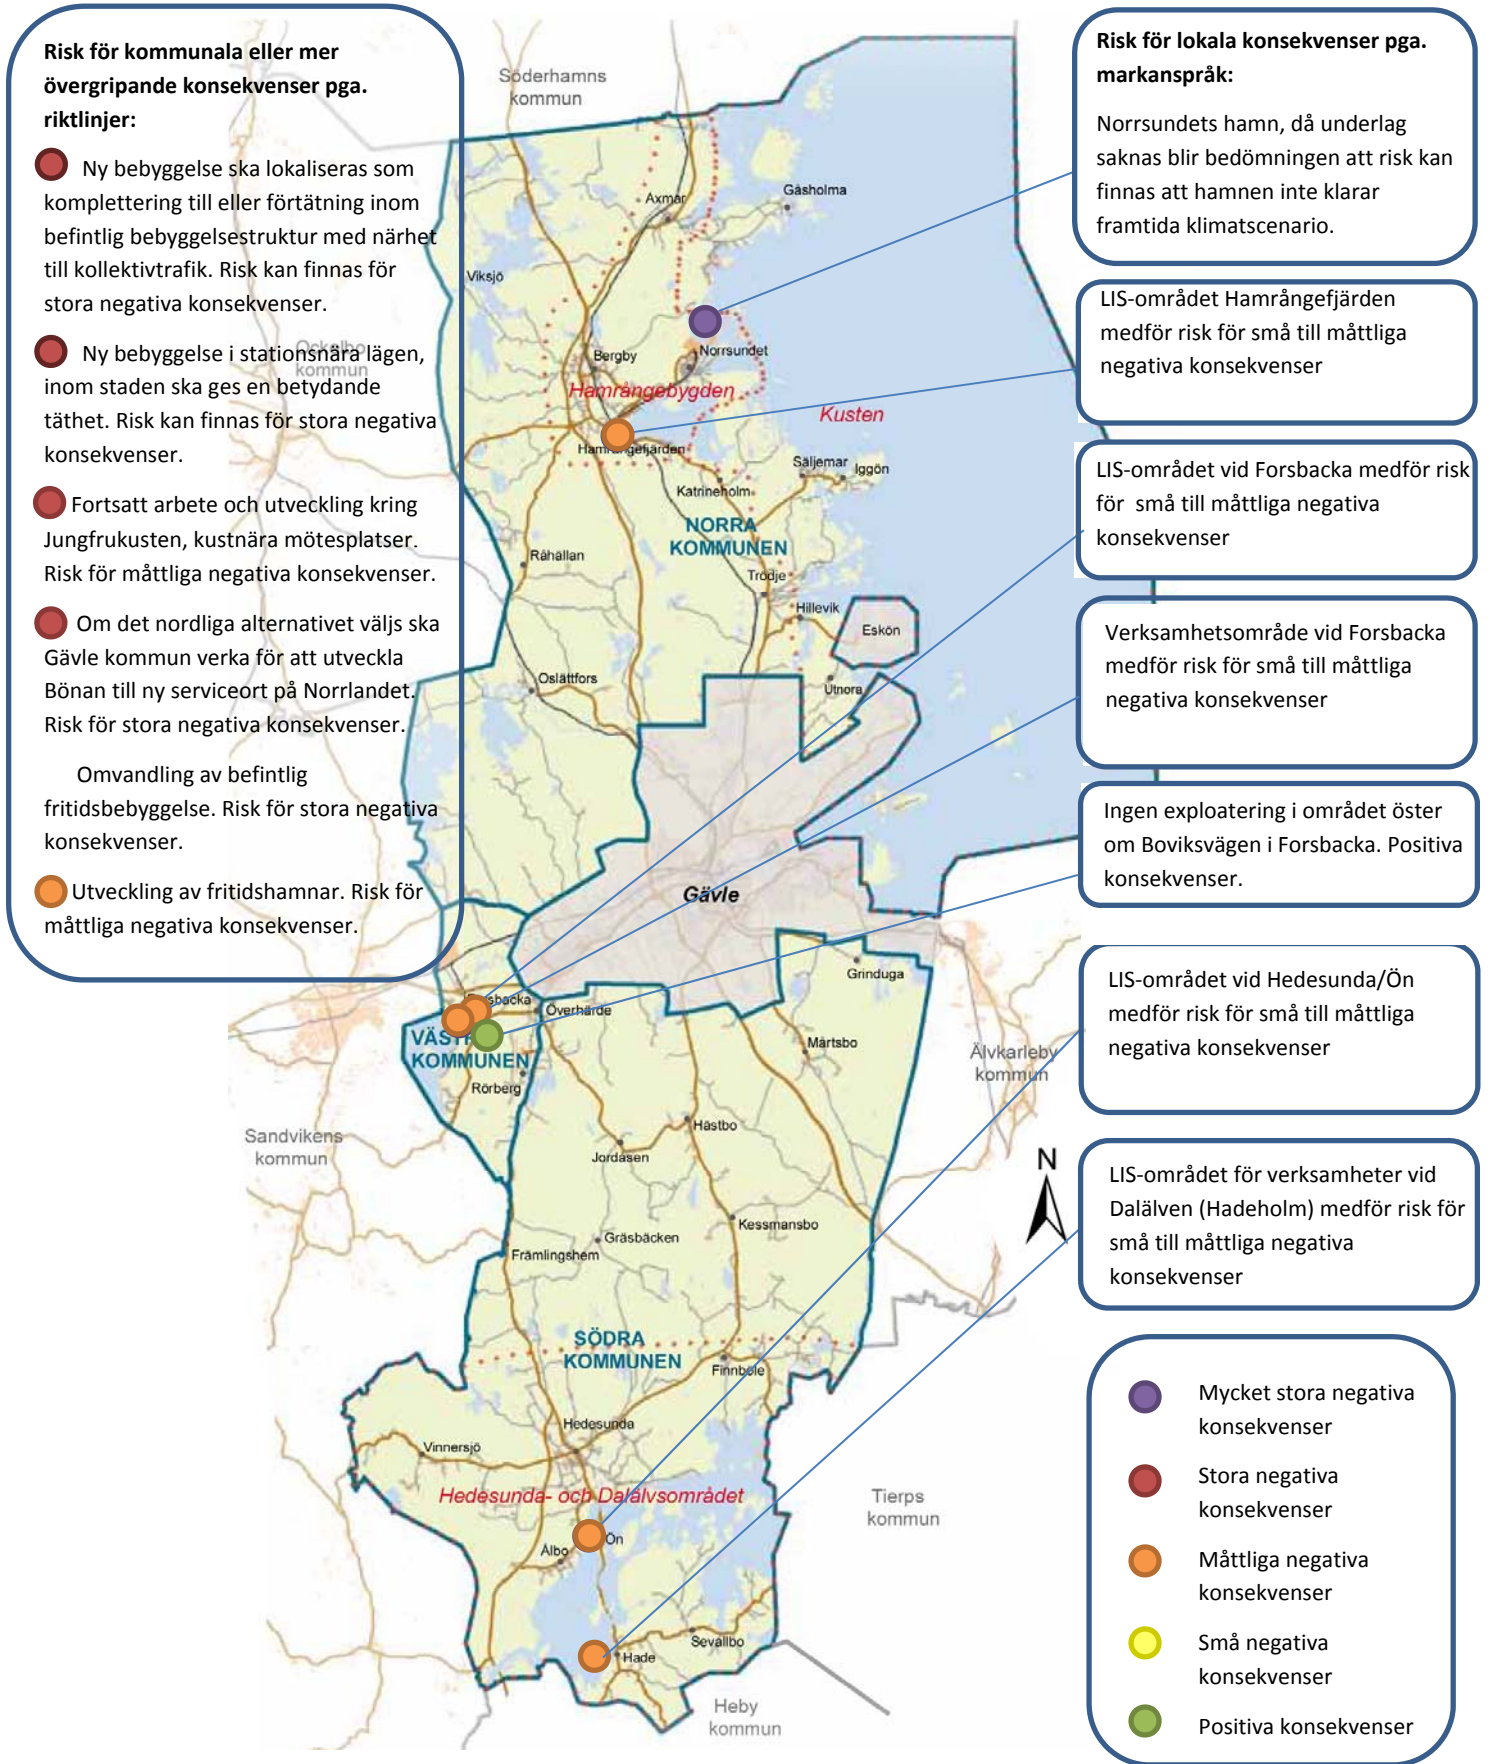 Risk för kommunala eller mer
övergripande konsekvenser pga.
riktlinjer:
Ny bebyggelse ska lokaliseras som
komplettering till eller förtätning inom
befintlig bebyggelsestruktur med närhet
till kollektivtrafik. Risk kan finnas för
stora negativa konsekvenser.
Ny bebyggelse i stationsnära lägen,
inom staden ska ges en betydande
täthet. Risk kan finnas för stora negativa
konsekvenser.
Fortsatt arbete och utveckling kring
Jungfrukusten, kustnära mötesplatser.
Risk för måttliga negativa konsekvenser.
Om det nordliga alternativet väljs ska
Gävle kommun verka för att utveckla
Bönan till ny serviceort på Norrlandet.
Risk för stora negativa konsekvenser.
Omvandling av befintlig
fritidsbebyggelse. Risk för stora negativa
konsekvenser.
Utveckling av fritidshamnar. Risk för
måttliga negativa konsekvenser.
Söderhamns
kommun
Gåsholma
Axmar
Viksjö
Ockelbo
kommun
Bergby
Norrsundet
Hamrångebygden
Kusten
Hamrångefjärden
Säljemar
Iggön
Katrineholm
NORRA
KOMMUNEN
Råhällan
Trödje
Hillevik
Eskön
Oslättfors
Utnora
Gävle
Grinduga
Forsbacka
Överhärde
VÄSTRA
KOMMUNEN
Mårtsbo
Älvkarleby
kommun
Rörberg
Hästbo
Sandvikens
kommun
Jordåsen
N
Kessmansbo
Gräsbäcken
Främlingshem
SÖDRA
KOMMUNEN
Finnböle
Hedesunda
Vinnersjö
Hedesunda- och Dalälvsområdet
Tierps
kommun
Ön
Ålbo
Sevallbo
Hade
Heby
kommun
Risk för lokala konsekvenser pga.
markanspråk:
Norrsundets hamn, då underlag
saknas blir bedömningen att risk kan
finnas att hamnen inte klarar
framtida klimatscenario.
LIS-området Hamrångefjärden
medför risk för små till måttliga
negativa konsekvenser
LIS-området vid Forsbacka medför risk
för små till måttliga negativa
konsekvenser
Verksamhetsområde vid Forsbacka
medför risk för små till måttliga
negativa konsekvenser
Ingen exploatering i området öster
om Boviksvägen i Forsbacka. Positiva
konsekvenser.
LIS-området vid Hedesunda/Ön
medför risk för små till måttliga
negativa konsekvenser
LIS-området för verksamheter vid
Dalälven (Hadeholm) medför risk för
små till måttliga negativa
konsekvenser
Mycket stora negativa
konsekvenser
Stora negativa
konsekvenser
Måttliga negativa
konsekvenser
Små negativa
konsekvenser
Positiva konsekvenser